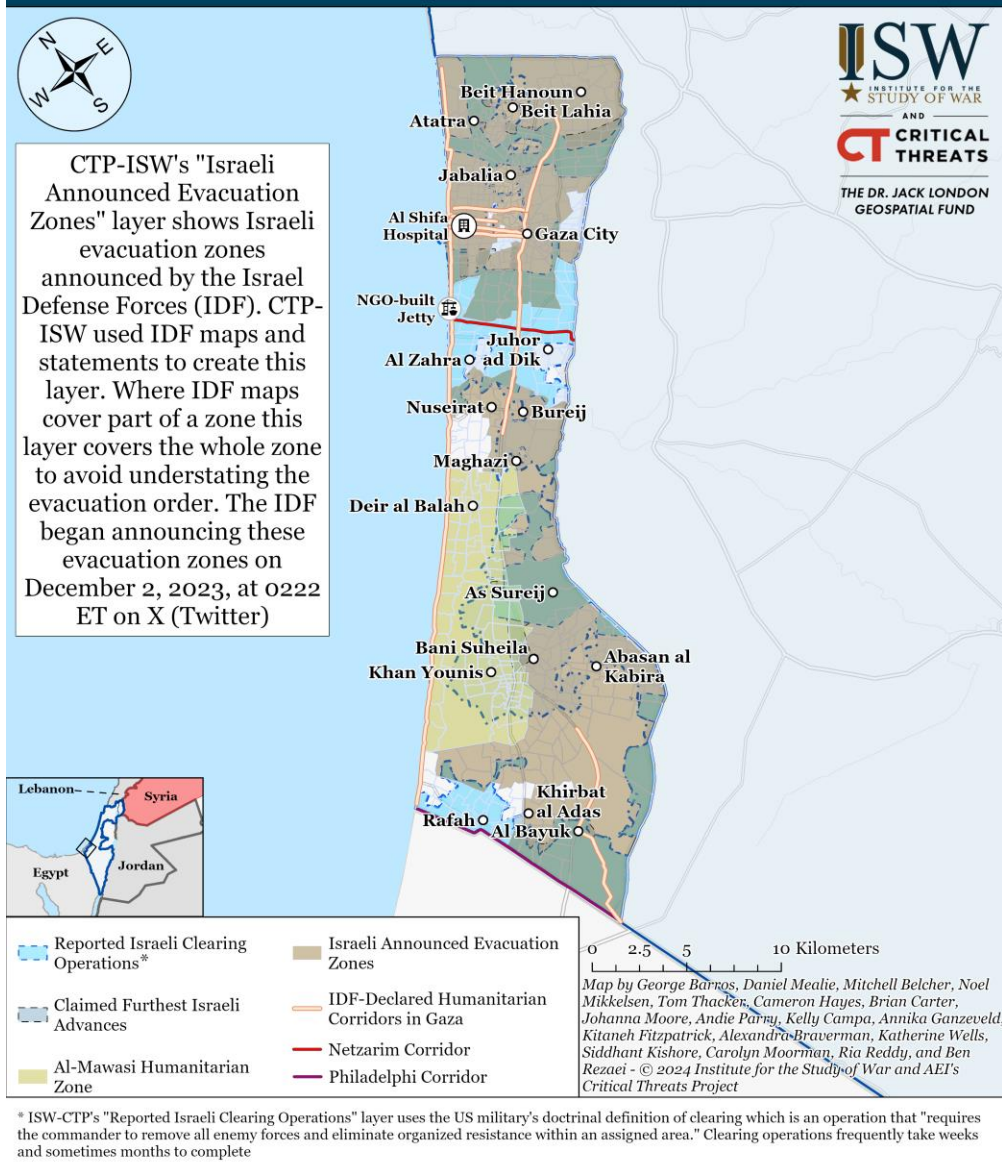 N
E
W
S
ISW
INSTITUTE FOR THE
STUDY OF WAR
AND
CT CRITICAL
THREATS
THE DR. JACK LONDON
GEOSPATIAL FUND
CTP-ISW's "Israeli
Announced Evacuation
Zones" layer shows Israeli
evacuation zones
announced by the Israel
Defense Forces (IDF). CTP-
ISW used IDF maps and
statements to create this
layer. Where IDF maps
cover part of a zone this
layer covers the whole zone
to avoid understating the
evacuation order. The IDF
began announcing these
evacuation zones on
December 2, 2023, at 0222
ET on X (Twitter)
Beit Hanoun
Beit Lahia
Atatra
Jabalia
Al Shifa
Hospital
Gaza City
NGO-built
Jetty
Juhor
ad Dik
Al Zahra
Nuseirat
Bureij
Maghazi
Deir al Balah
As Sureij
Bani Suheila
Abasan al
Kabira
Khan Younis
Khirbat
al Adas
Rafah
Al Bayuk
Lebanon
Syria
Egypt
Jordan
Reported Israeli Clearing
Operations*
Claimed Furthest Israeli
Advances
Al-Mawasi Humanitarian
Zone
Israeli Announced Evacuation
Zones
IDF-Declared Humanitarian
Corridors in Gaza
Netzarim Corridor
Philadelphi Corridor
0 2.5 5 10 Kilometers
Map by George Barros, Daniel Mealie, Mitchell Belcher, Noel
Mikkelsen, Tom Thacker, Cameron Hayes, Brian Carter,
Johanna Moore, Andie Parry, Kelly Campa, Annika Ganzeveld,
Kitaneh Fitzpatrick, Alexandra Braverman, Katherine Wells,
Siddhant Kishore, Carolyn Moorman, Ria Reddy, and Ben
Rezaei - © 2024 Institute for the Study of War and AEI's
Critical Threats Project
* ISW-CTP's "Reported Israeli Clearing Operations" layer uses the US military's doctrinal definition of clearing which is an operation that "requires
the commander to remove all enemy forces and eliminate organized resistance within an assigned area." Clearing operations frequently take weeks
and sometimes months to complete